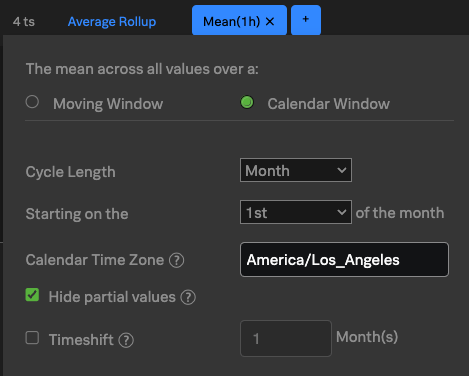 4 ts Average Rollup Mean(1h) × +
The mean across all values over a:
Moving Window Calendar Window
Cycle Length Month
Starting on the 1st of the month
Calendar Time Zone ? America/Los_Angeles
Hide partial values ?
Timeshift ? 1 Month(s)